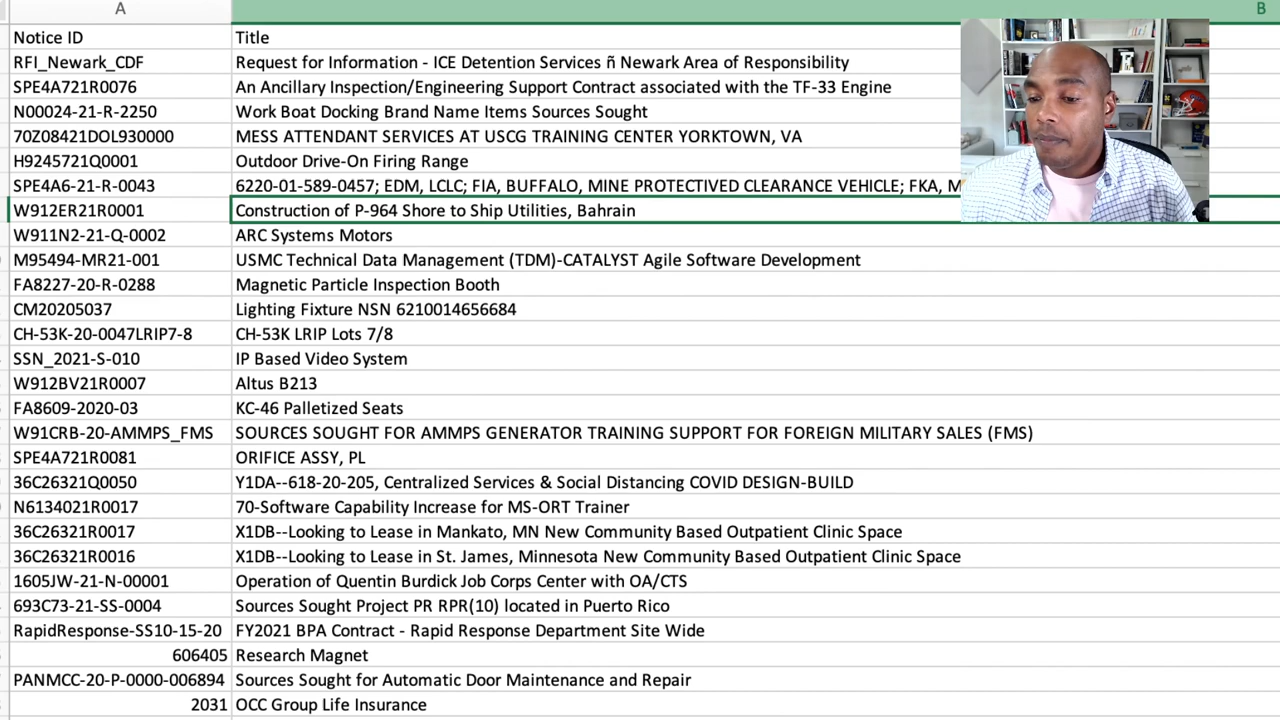 A B
Notice ID Title
RFI_Newark_CDF Request for Information - ICE Detention Services ñ Newark Area of Responsibility
SPE4A721R0076 An Ancillary Inspection/Engineering Support Contract associated with the TF-33 Engine
N00024-21-R-2250 Work Boat Docking Brand Name Items Sources Sought
70Z08421DOL930000 MESS ATTENDANT SERVICES AT USCG TRAINING CENTER YORKTOWN, VA
H9245721Q0001 Outdoor Drive-On Firing Range
SPE4A6-21-R-0043 6220-01-589-0457; EDM, LCLC; FIA, BUFFALO, MINE PROTECTIVED CLEARANCE VEHICLE; FKA, M
W912ER21R0001 Construction of P-964 Shore to Ship Utilities, Bahrain
W911N2-21-Q-0002 ARC Systems Motors
M95494-MR21-001 USMC Technical Data Management (TDM)-CATALYST Agile Software Development
FA8227-20-R-0288 Magnetic Particle Inspection Booth
CM20205037 Lighting Fixture NSN 6210014656684
CH-53K-20-0047LRIP7-8 CH-53K LRIP Lots 7/8
SSN_2021-S-010 IP Based Video System
W912BV21R0007 Altus B213
FA8609-2020-03 KC-46 Palletized Seats
W91CRB-20-AMMPS_FMS SOURCES SOUGHT FOR AMMPS GENERATOR TRAINING SUPPORT FOR FOREIGN MILITARY SALES (FMS)
SPE4A721R0081 ORIFICE ASSY, PL
36C26321Q0050 Y1DA--618-20-205, Centralized Services & Social Distancing COVID DESIGN-BUILD
N6134021R0017 70-Software Capability Increase for MS-ORT Trainer
36C26321R0017 X1DB--Looking to Lease in Mankato, MN New Community Based Outpatient Clinic Space
36C26321R0016 X1DB--Looking to Lease in St. James, Minnesota New Community Based Outpatient Clinic Space
1605JW-21-N-00001 Operation of Quentin Burdick Job Corps Center with OA/CTS
693C73-21-SS-0004 Sources Sought Project PR RPR(10) located in Puerto Rico
RapidResponse-SS10-15-20 FY2021 BPA Contract - Rapid Response Department Site Wide
606405 Research Magnet
PANMCC-20-P-0000-006894 Sources Sought for Automatic Door Maintenance and Repair
2031 OCC Group Life Insurance